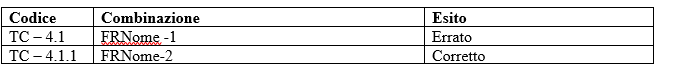 Codice Combinazione Esito
TC – 4.1 FRNome -1 Errato
TC – 4.1.1 FRNome-2 Corretto